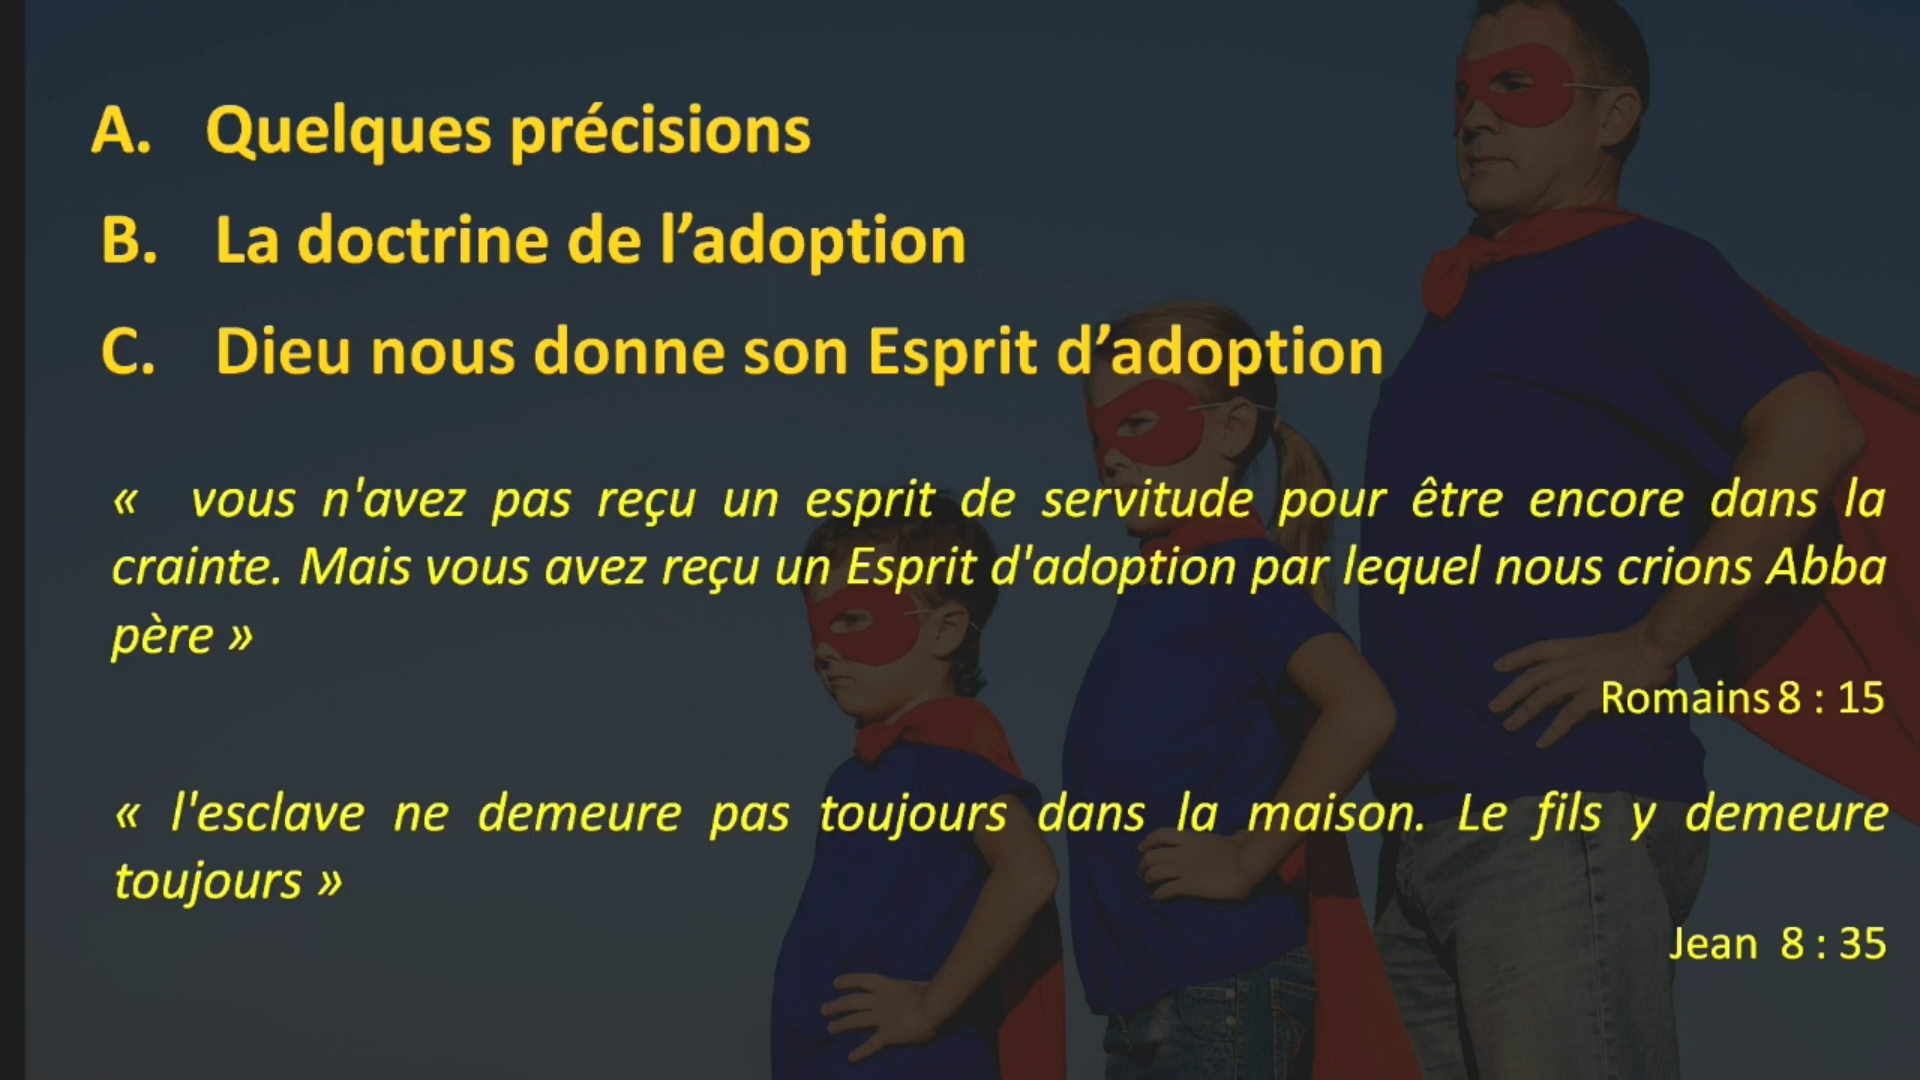 A. Quelques précisions
B. La doctrine de l’adoption
C. Dieu nous donne son Esprit d’adoption
« vous n'avez pas reçu un esprit de servitude pour être encore dans la
crainte. Mais vous avez reçu un Esprit d'adoption par lequel nous crions Abba
père »
Romains 8 : 15
« l'esclave ne demeure pas toujours dans la maison. Le fils y demeure
toujours »
Jean 8 : 35